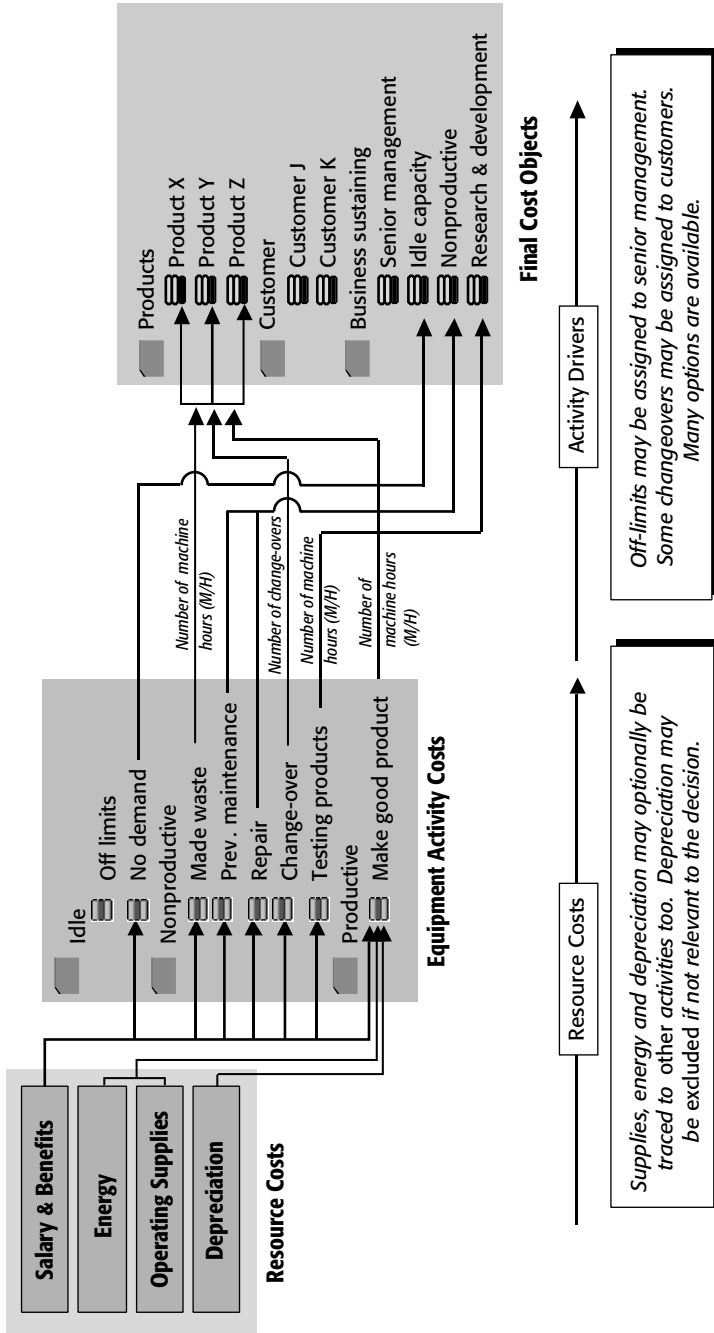 Salary & Benefits
Energy
Operating Supplies
Depreciation
Resource Costs
Idle
Off limits
No demand
Nonproductive
Made waste
Prev. maintenance
Repair
Change-over
Testing products
Productive
Make good product
Equipment Activity Costs
Number of machine
hours (M/H)
Number of change-overs
Number of machine
hours (M/H)
Number of
machine hours
(M/H)
Products
Product X
Product Y
Product Z
Customer
Customer J
Customer K
Business sustaining
Senior management
Idle capacity
Nonproductive
Research & development
Final Cost Objects
Resource Costs
Activity Drivers
Supplies, energy and depreciation may optionally be
traced to other activities too. Depreciation may
be excluded if not relevant to the decision.
Off-limits may be assigned to senior management.
Some changeovers may be assigned to customers.
Many options are available.